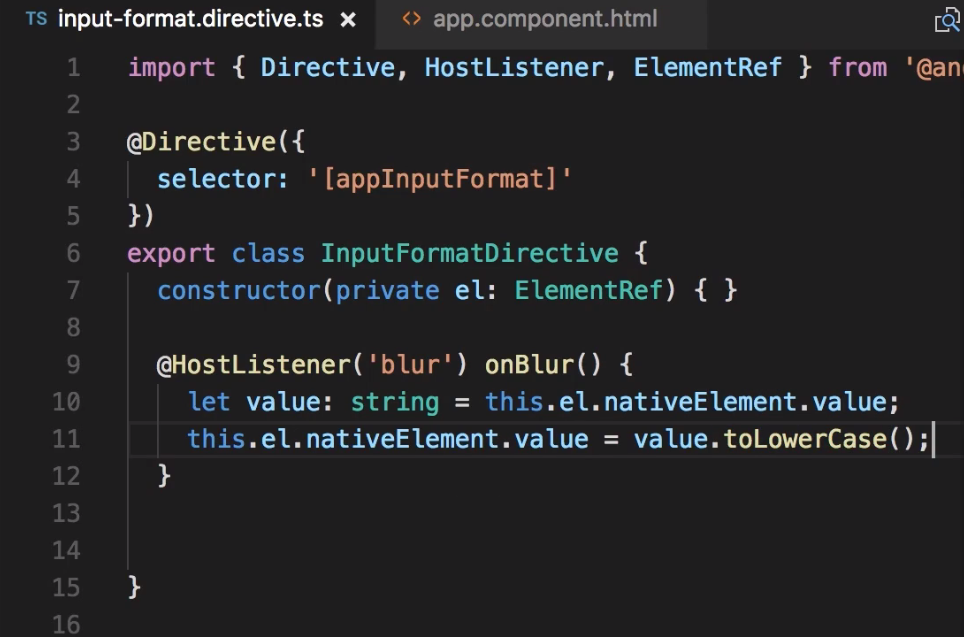 TS input-format.directive.ts × <> app.component.html
1 import { Directive, HostListener, ElementRef } from '@an
2
3 @Directive({
4 selector: '[appInputFormat]'
5 })
6 export class InputFormatDirective {
7 constructor(private el: ElementRef) { }
8
9 @HostListener('blur') onBlur() {
10 let value: string = this.el.nativeElement.value;
11 this.el.nativeElement.value = value.toLowerCase();
12 }
13
14
15 }
16